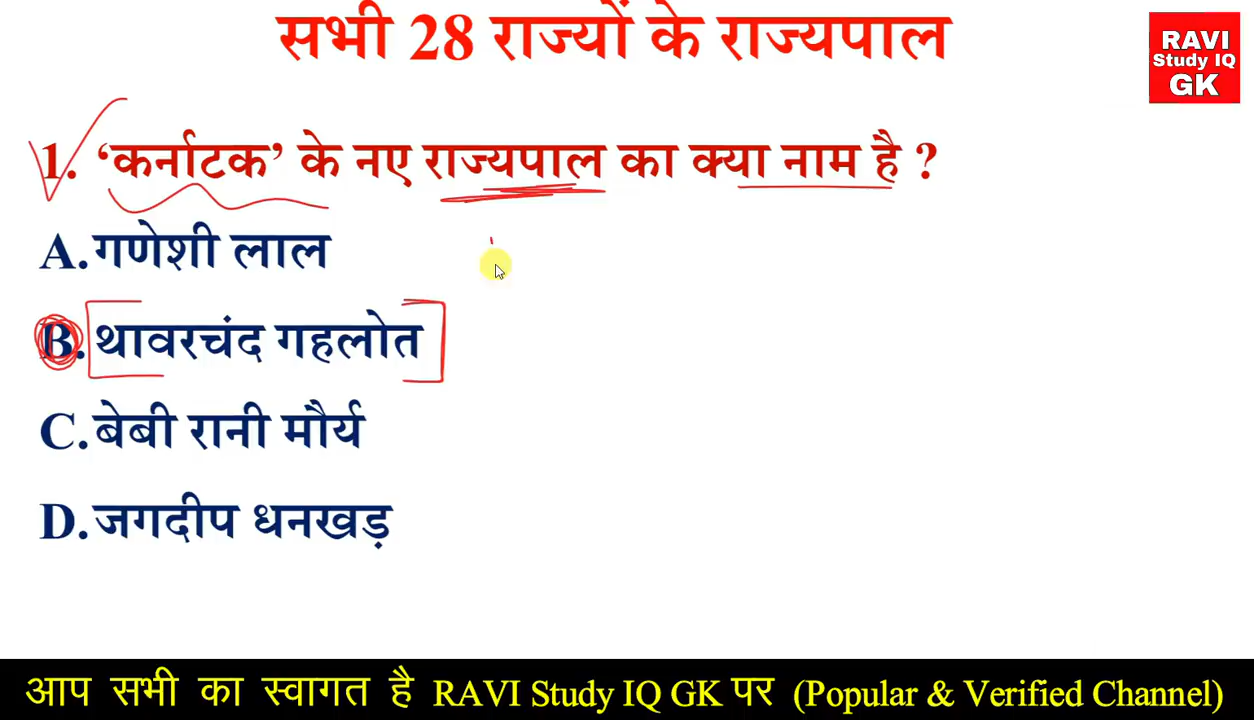 सभी 28 राज्यों के राज्यपाल
RAVI
Study IQ
GK
1. ‘कर्नाटक’ के नए राज्यपाल का क्या नाम है ?
A. गणेशी लाल
B. थावरचंद गहलोत
C. बेबी रानी मौर्य
D. जगदीप धनखड़
आप सभी का स्वागत है RAVI Study IQ GK पर (Popular & Verified Channel)